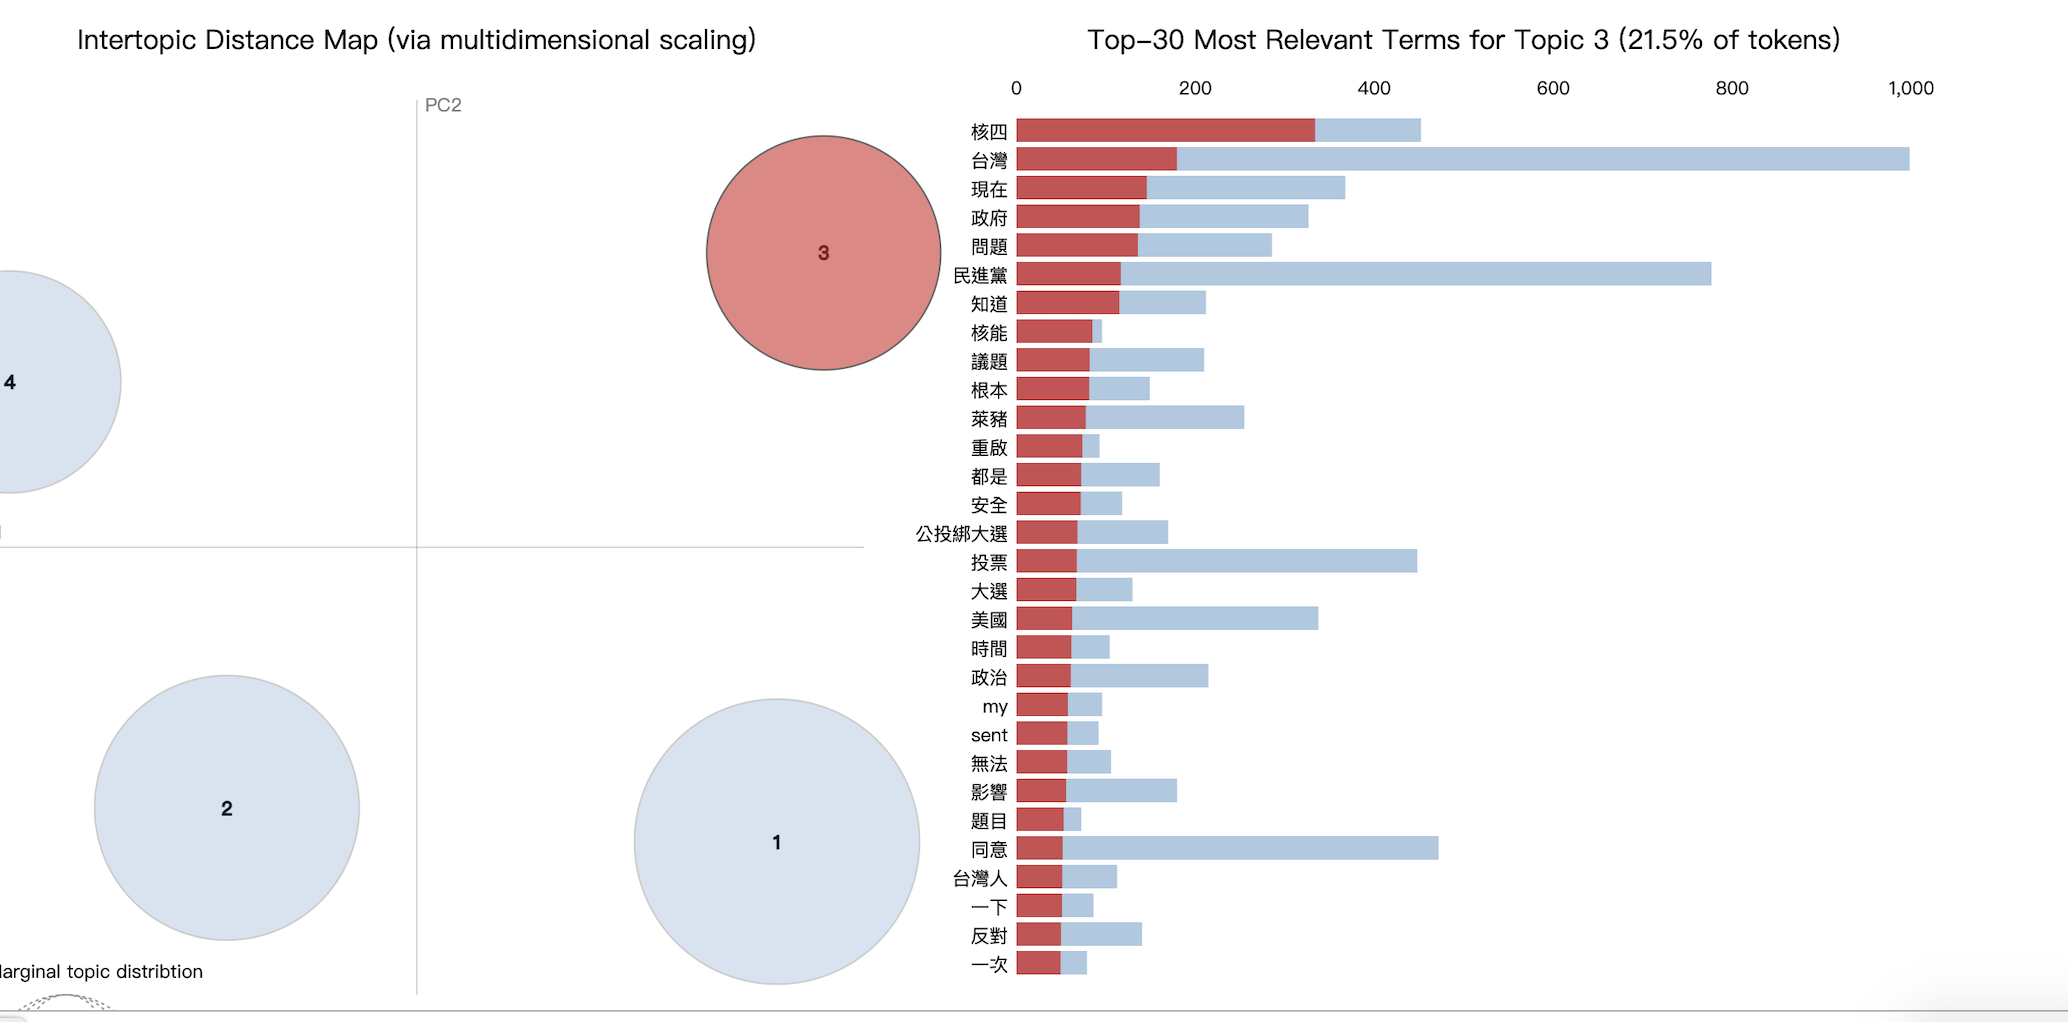 Intertopic Distance Map (via multidimensional scaling)
PC2
3
4
2
1
larginal topic distribtion
Top-30 Most Relevant Terms for Topic 3 (21.5% of tokens)
0 200 400 600 800 1,000
核四
台灣
現在
政府
問題
民進黨
知道
核能
議題
根本
萊豬
重啟
都是
安全
公投綁大選
投票
大選
美國
時間
政治
my
sent
無法
影響
題目
同意
台灣人
一下
反對
一次